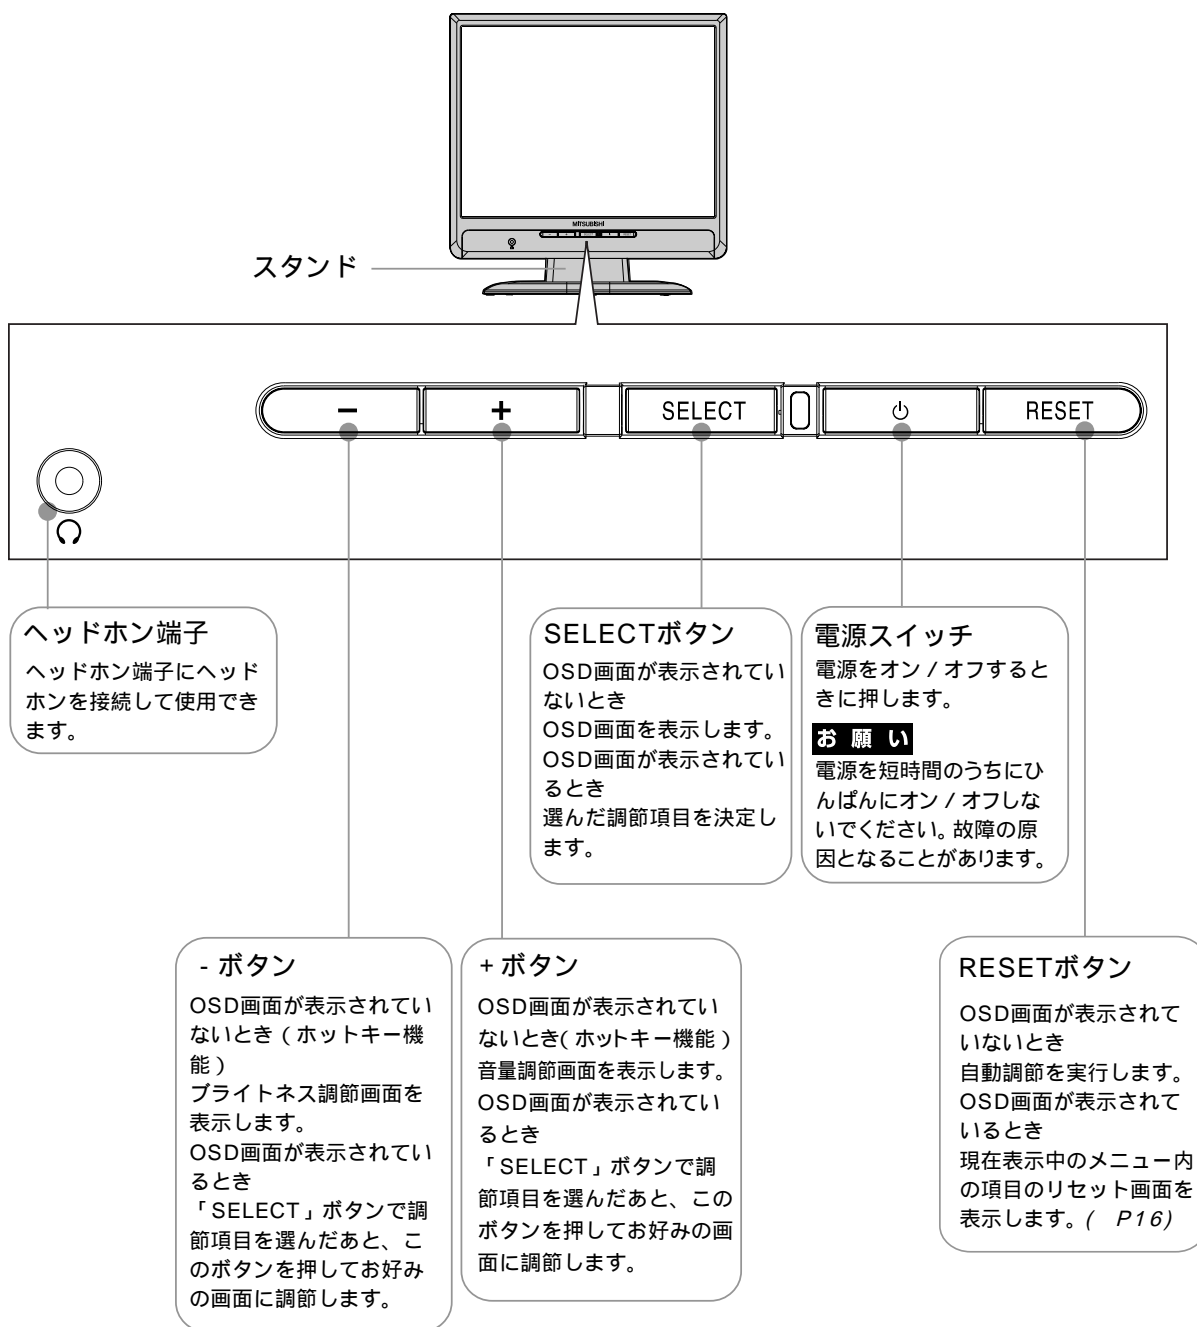 MITSUBISHI
スタンド
−
+
SELECT
RESET
ヘッドホン端子
ヘッドホン端子にヘッド
ホンを接続して使用でき
ます。
SELECTボタン
OSD画面が表示されてい
ないとき
OSD画面を表示します。
OSD画面が表示されてい
るとき
選んだ調節項目を決定し
ます。
電源スイッチ
電源をオン / オフすると
きに押します。
お 願 い
電源を短時間のうちにひ
んぱんにオン / オフしな
いでください。故障の原
因となることがあります。
- ボタン
OSD画面が表示されてい
ないとき ( ホットキー機
能 )
ブライトネス調節画面を
表示します。
OSD画面が表示されてい
るとき
「SELECT」ボタンで調
節項目を選んだあと、こ
のボタンを押してお好み
の画面に調節します。
+ ボタン
OSD画面が表示されてい
ないとき( ホットキー機能 )
音量調節画面を表示します。
OSD画面が表示されてい
るとき
「SELECT」ボタンで調
節項目を選んだあと、この
ボタンを押してお好みの画
面に調節します。
RESETボタン
OSD画面が表示されて
いないとき
自動調節を実行します。
OSD画面が表示されて
いるとき
現在表示中のメニュー内
の項目のリセット画面を
表示します。( P16)